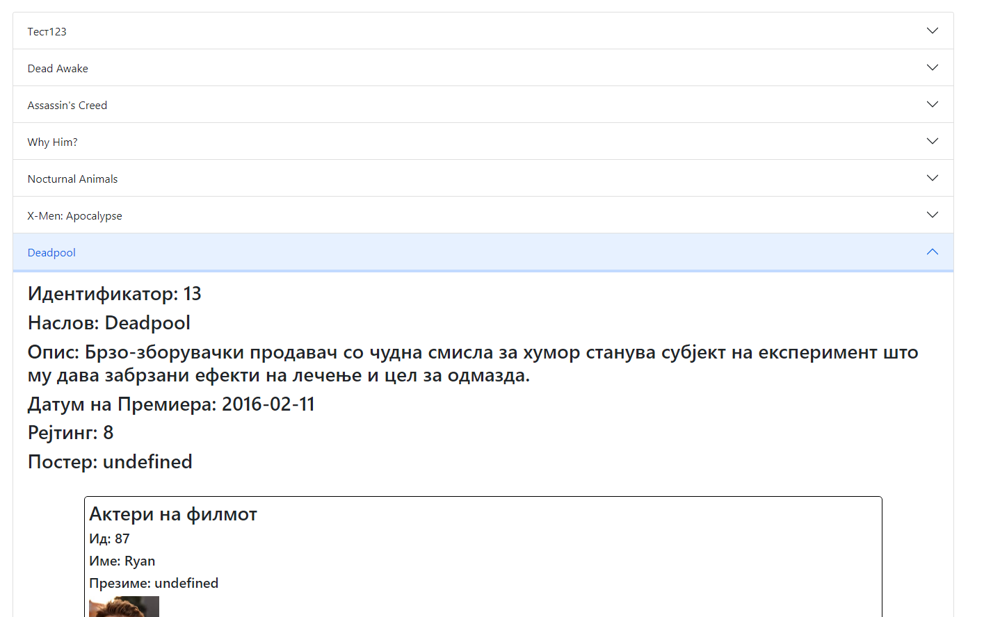 Тест123
Dead Awake
Assassin's Creed
Why Him?
Nocturnal Animals
X-Men: Apocalypse
Deadpool
Идентификатор: 13
Наслов: Deadpool
Опис: Брзо-зборувачки продавач со чудна смисла за хумор станува субјект на експеримент што
му дава забрзани ефекти на лечење и цел за одмазда.
Датум на Премиера: 2016-02-11
Рејтинг: 8
Постер: undefined
Актери на филмот
Ид: 87
Име: Ryan
Презиме: undefined